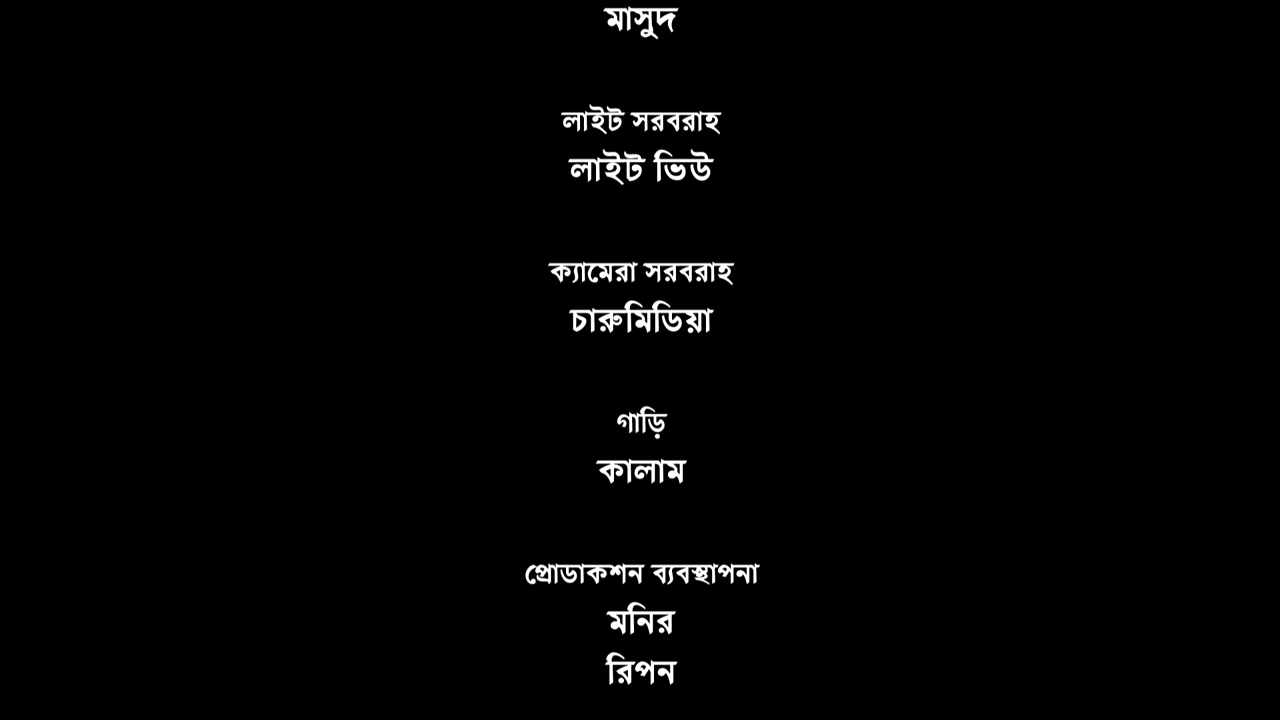 মাসুদ
লাইট সরবরাহ
লাইট ভিউ
ক্যামেরা সরবরাহ
চারুমিডিয়া
গাড়ি
কালাম
প্রোডাকশন ব্যবস্থাপনা
মনির
রিপন